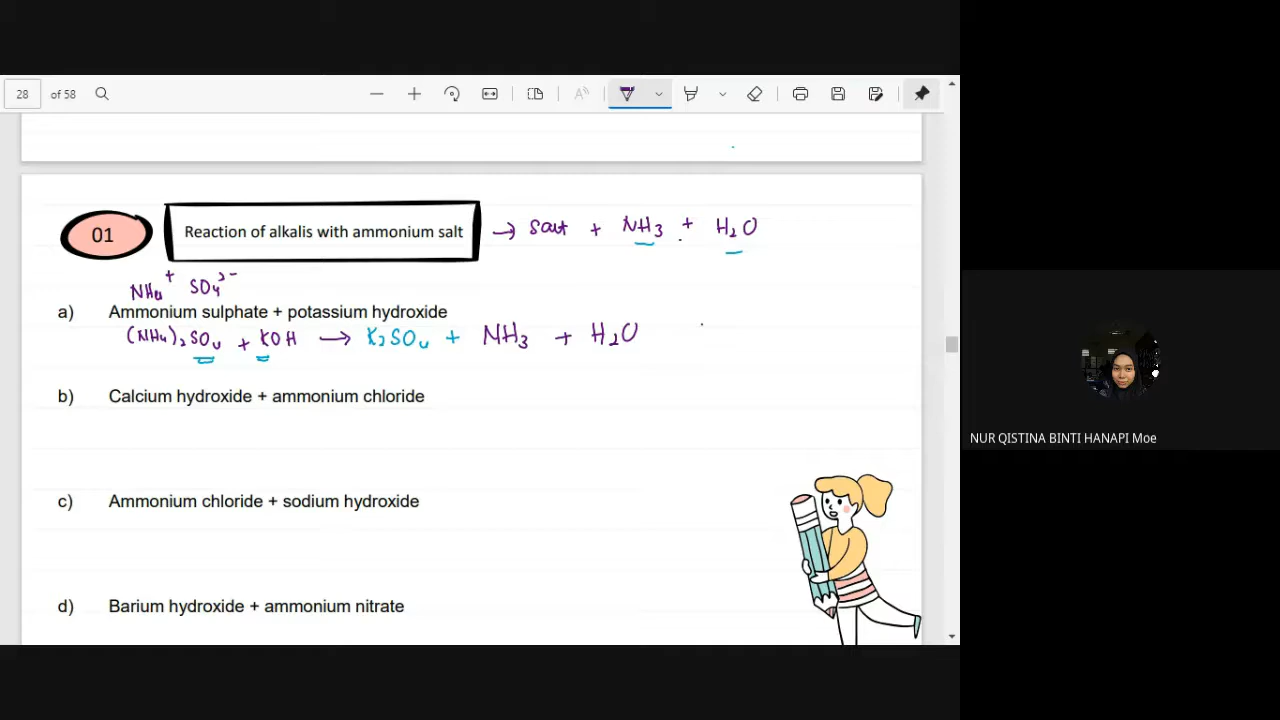 28 of 58
01 Reaction of alkalis with ammonium salt → Salt + NH3 + H2O
NH4+ SO4 2-
a) Ammonium sulphate + potassium hydroxide
(NH4)2SO4 + KOH → K2SO4 + NH3 + H2O
b) Calcium hydroxide + ammonium chloride
NUR QISTINA BINTI HANAPI Moe
c) Ammonium chloride + sodium hydroxide
d) Barium hydroxide + ammonium nitrate